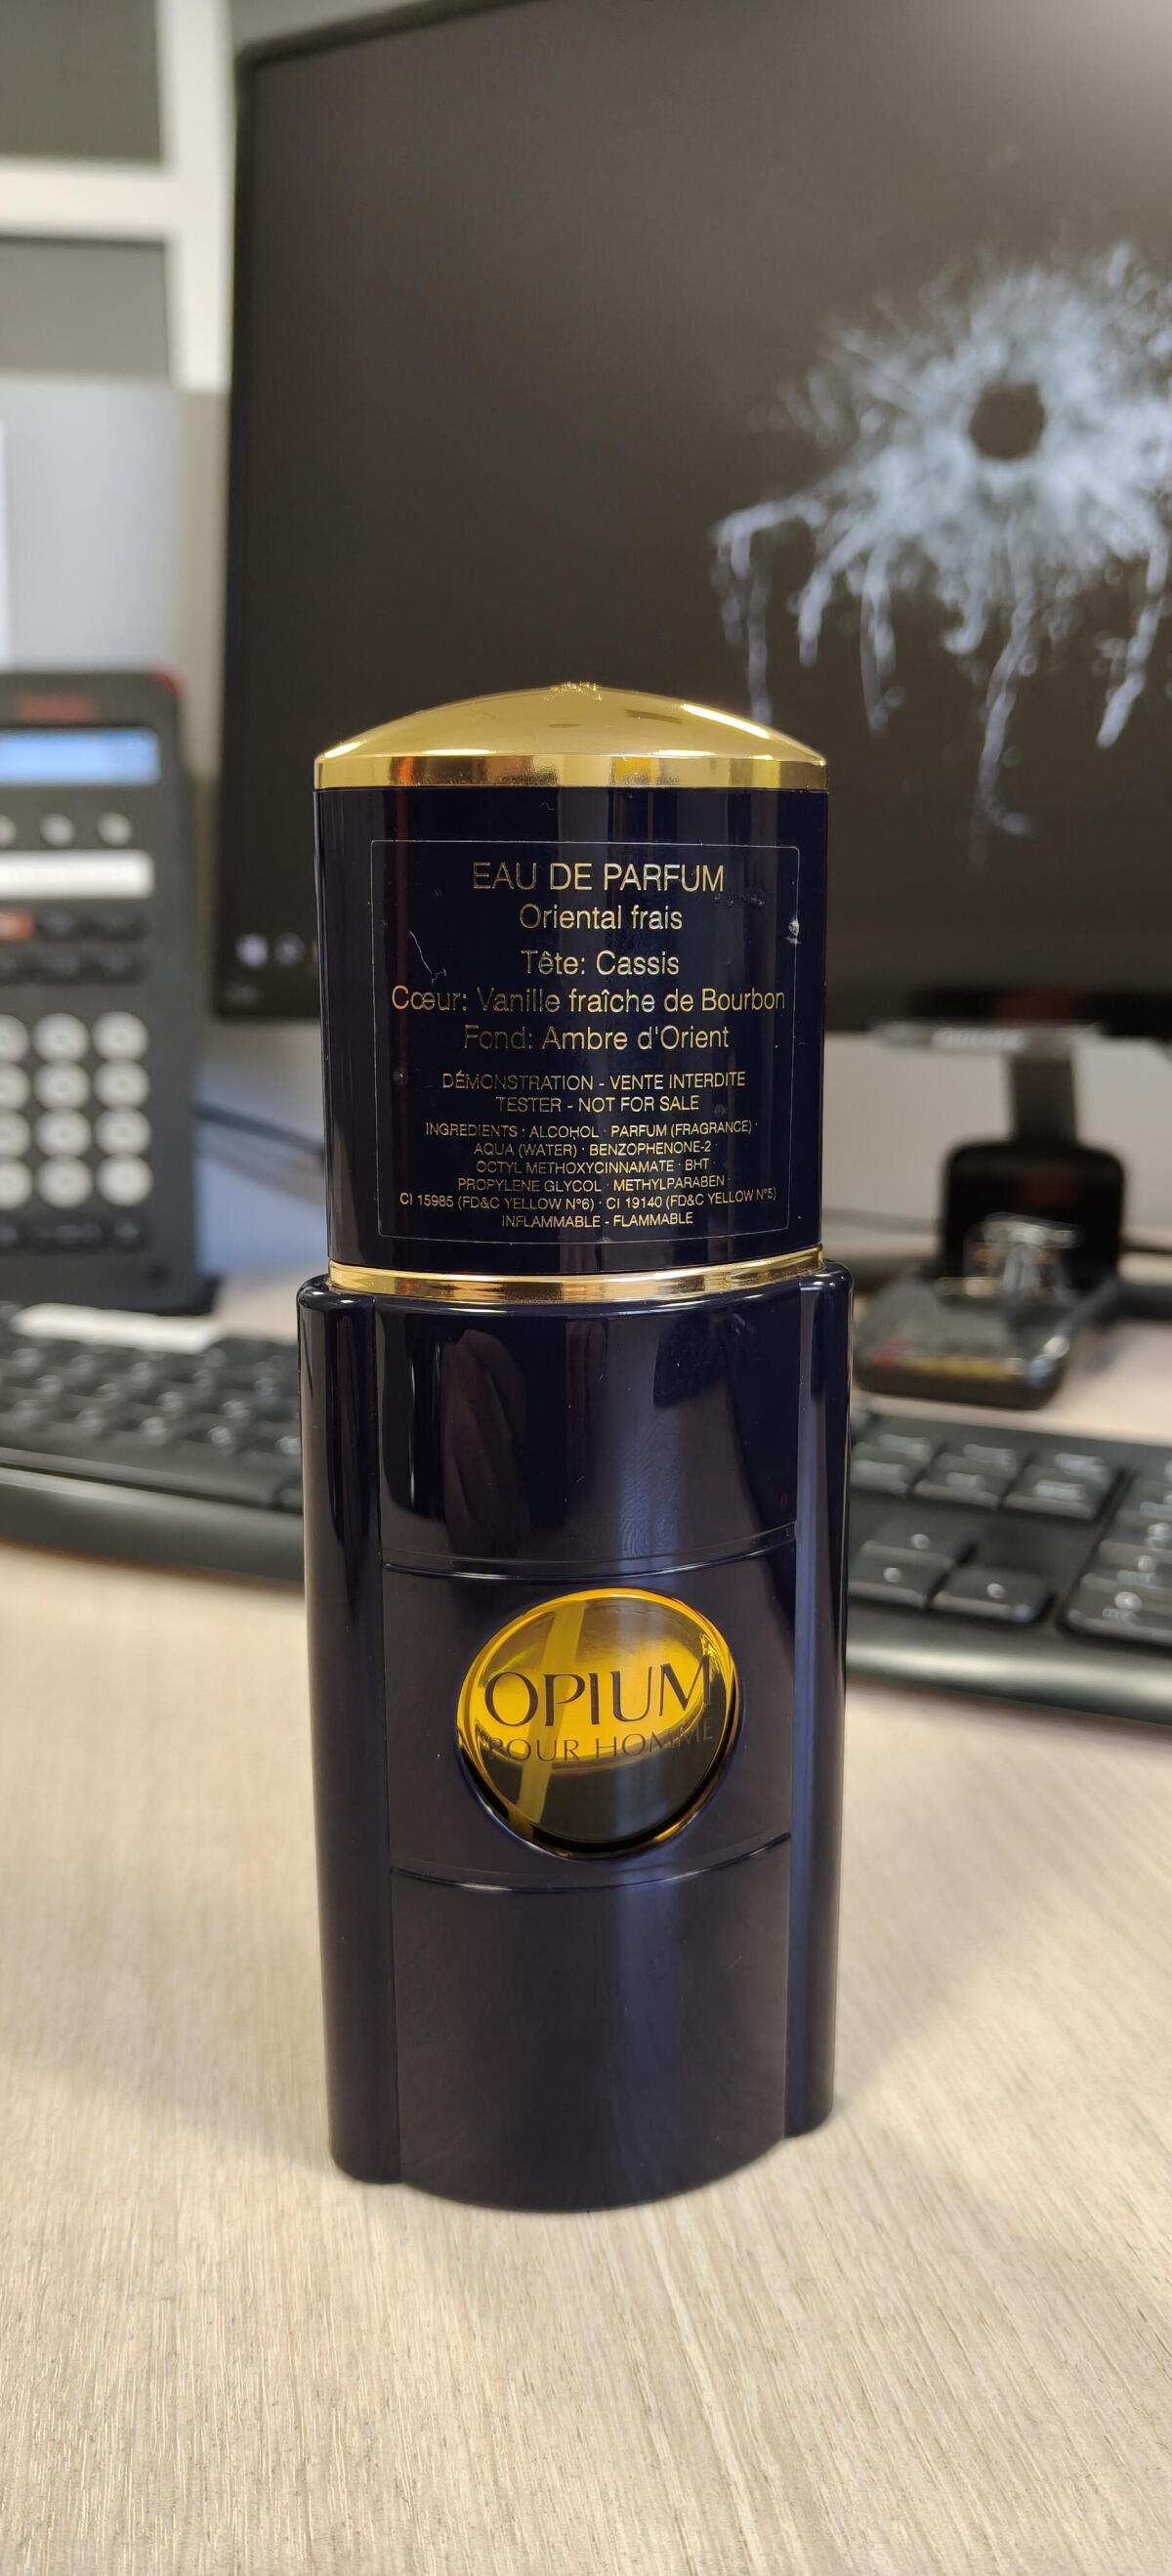 EAU DE PARFUM
Oriental frais
Tête: Cassis
Cœur: Vanille fraîche de Bourbon
Fond: Ambre d'Orient
DÉMONSTRATION - VENTE INTERDITE
TESTER - NOT FOR SALE
INGREDIENTS : ALCOHOL · PARFUM (FRAGRANCE) ·
AQUA (WATER) · BENZOPHENONE-2 ·
OCTYL METHOXYCINNAMATE · BHT ·
PROPYLENE GLYCOL · METHYLPARABEN ·
CI 15985 (FD&C YELLOW N°6) · CI 19140 (FD&C YELLOW N°5)
INFLAMMABLE - FLAMMABLE
OPIUM
POUR HOMME